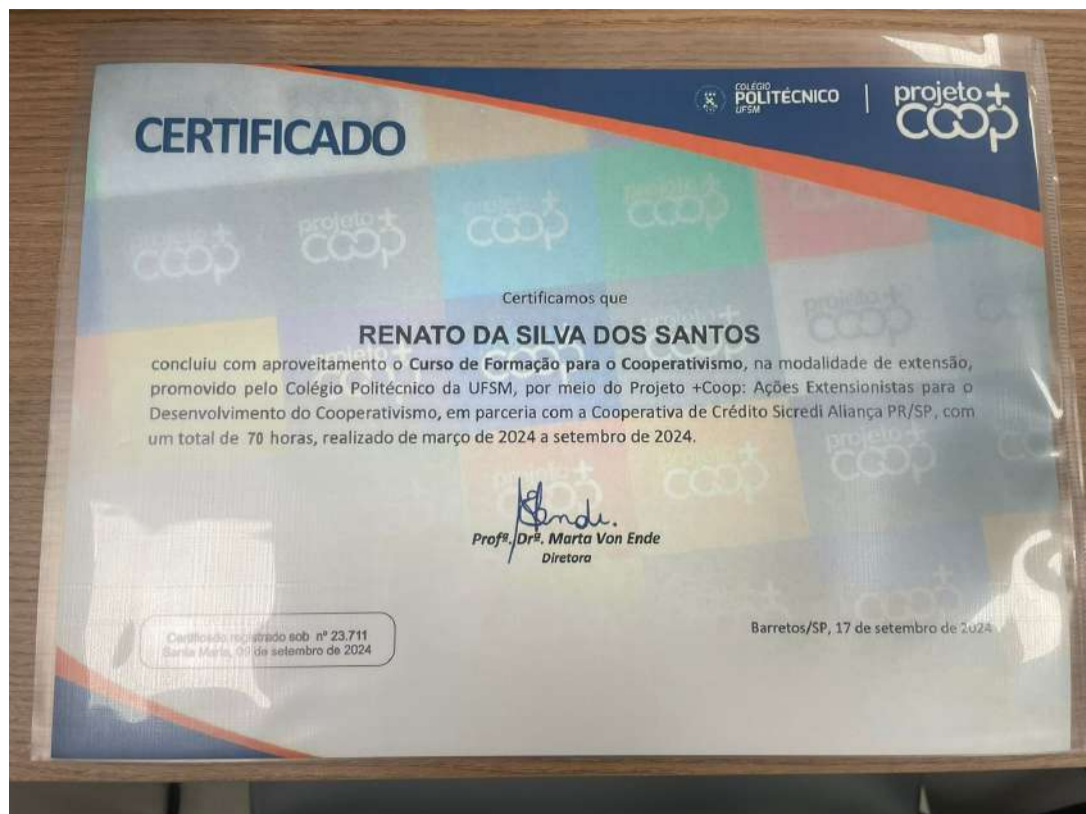 COLÉGIO
POLITÉCNICO
UFSM
projeto +
coop
CERTIFICADO
Certificamos que
RENATO DA SILVA DOS SANTOS
concluiu com aproveitamento o Curso de Formação para o Cooperativismo, na modalidade de extensão,
promovido pelo Colégio Politécnico da UFSM, por meio do Projeto +Coop: Ações Extensionistas para o
Desenvolvimento do Cooperativismo, em parceria com a Cooperativa de Crédito Sicredi Aliança PR/SP, com
um total de 70 horas, realizado de março de 2024 a setembro de 2024.
Profª. Drª. Marta Von Ende
Diretora
Certificado registrado sob nº 23.711
Santa Maria, de setembro de 2024
Barretos/SP, 17 de setembro de 2024